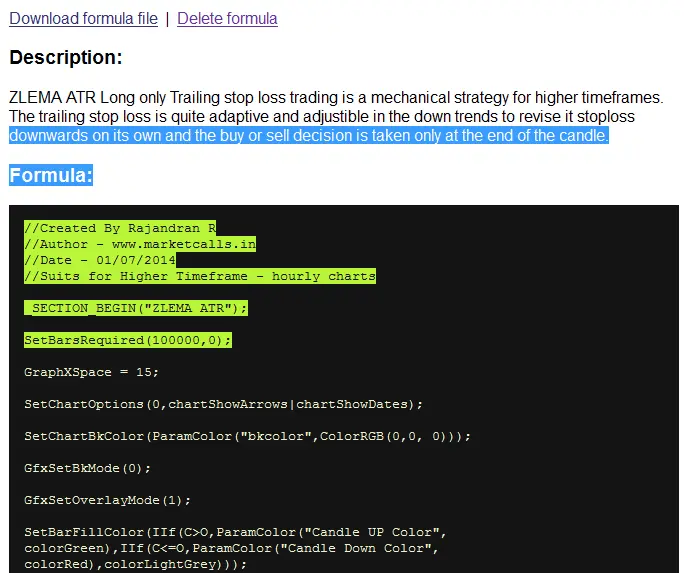 Download formula file | Delete formula
Description:
ZLEMA ATR Long only Trailing stop loss trading is a mechanical strategy for higher timeframes.
The trailing stop loss is quite adaptive and adjustible in the down trends to revise it stoploss
downwards on its own and the buy or sell decision is taken only at the end of the candle.
Formula:
//Created By Rajandran R
//Author - www.marketcalls.in
//Date - 01/07/2014
//Suits for Higher Timeframe - hourly charts
_SECTION_BEGIN("ZLEMA ATR");
SetBarsRequired(100000,0);
GraphXSpace = 15;
SetChartOptions(0,chartShowArrows|chartShowDates);
SetChartBkColor(ParamColor("bkcolor",ColorRGB(0,0, 0)));
GfxSetBkMode(0);
GfxSetOverlayMode(1);
SetBarFillColor(IIf(C>O,ParamColor("Candle UP Color",
colorGreen),IIf(C<=O,ParamColor("Candle Down Color",
colorRed),colorLightGrey)));